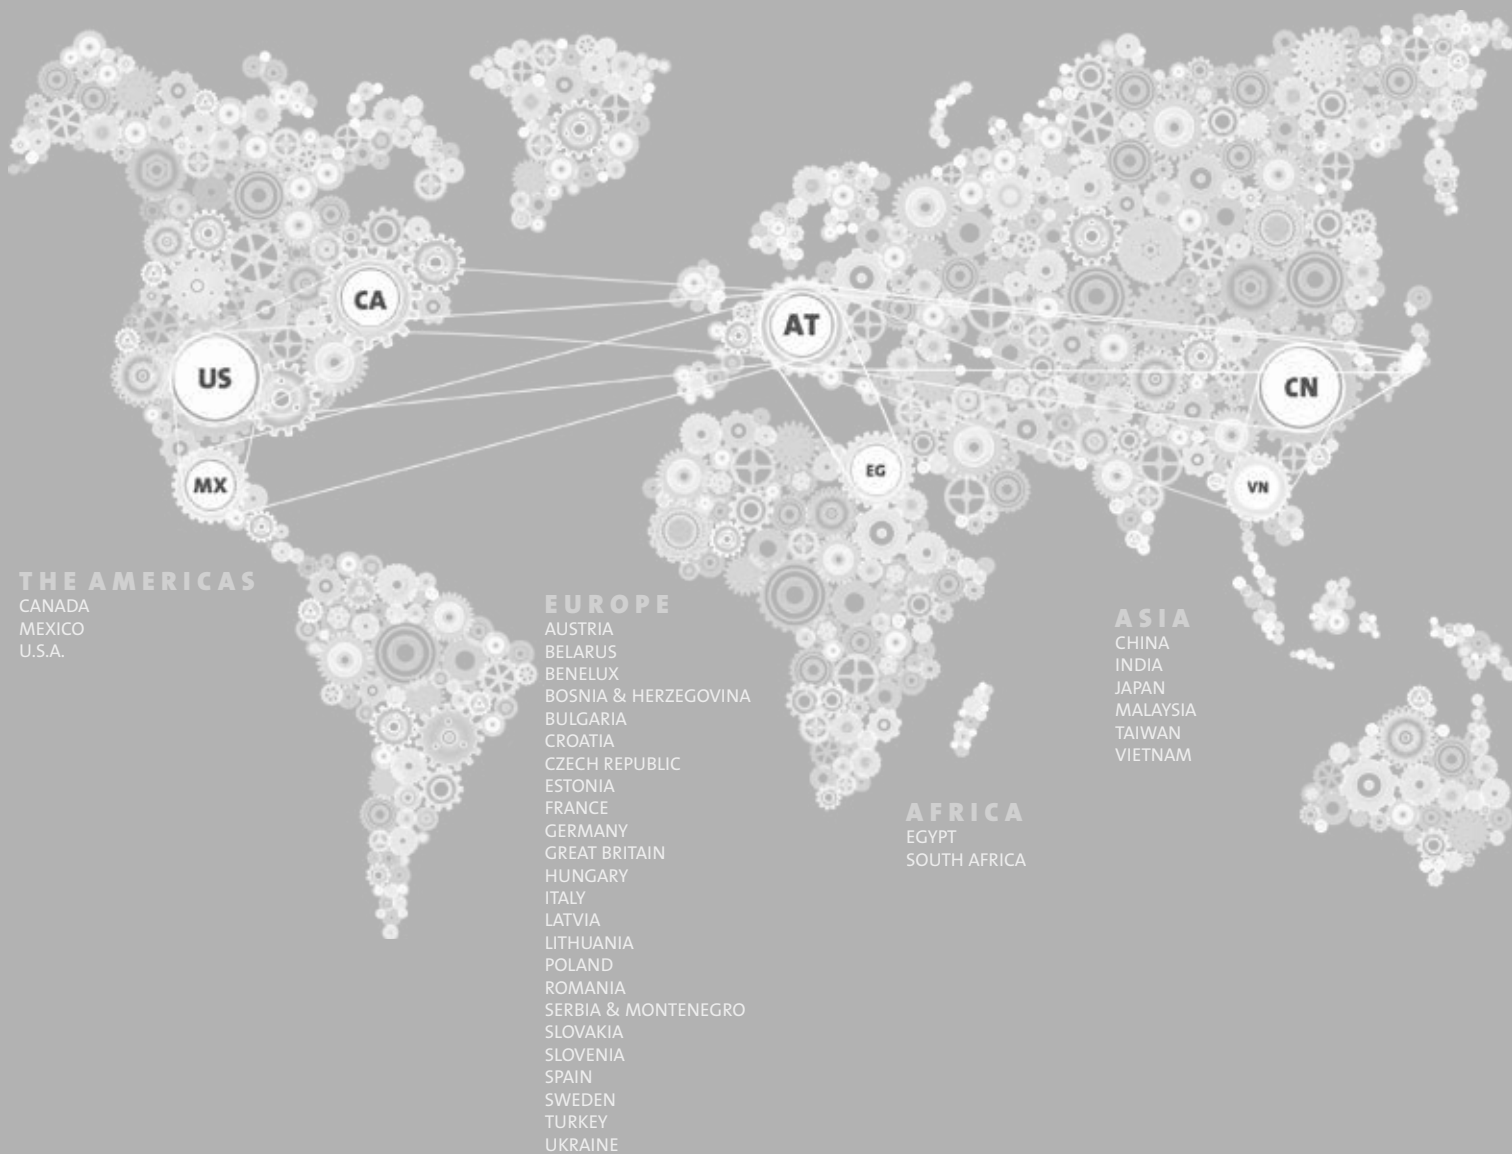 CA
AT
US
CN
MX
EG
VN
THE AMERICAS
CANADA
MEXICO
U.S.A.
EUROPE
AUSTRIA
BELARUS
BENELUX
BOSNIA & HERZEGOVINA
BULGARIA
CROATIA
CZECH REPUBLIC
ESTONIA
FRANCE
GERMANY
GREAT BRITAIN
HUNGARY
ITALY
LATVIA
LITHUANIA
POLAND
ROMANIA
SERBIA & MONTENEGRO
SLOVAKIA
SLOVENIA
SPAIN
SWEDEN
TURKEY
UKRAINE
AFRICA
EGYPT
SOUTH AFRICA
ASIA
CHINA
INDIA
JAPAN
MALAYSIA
TAIWAN
VIETNAM